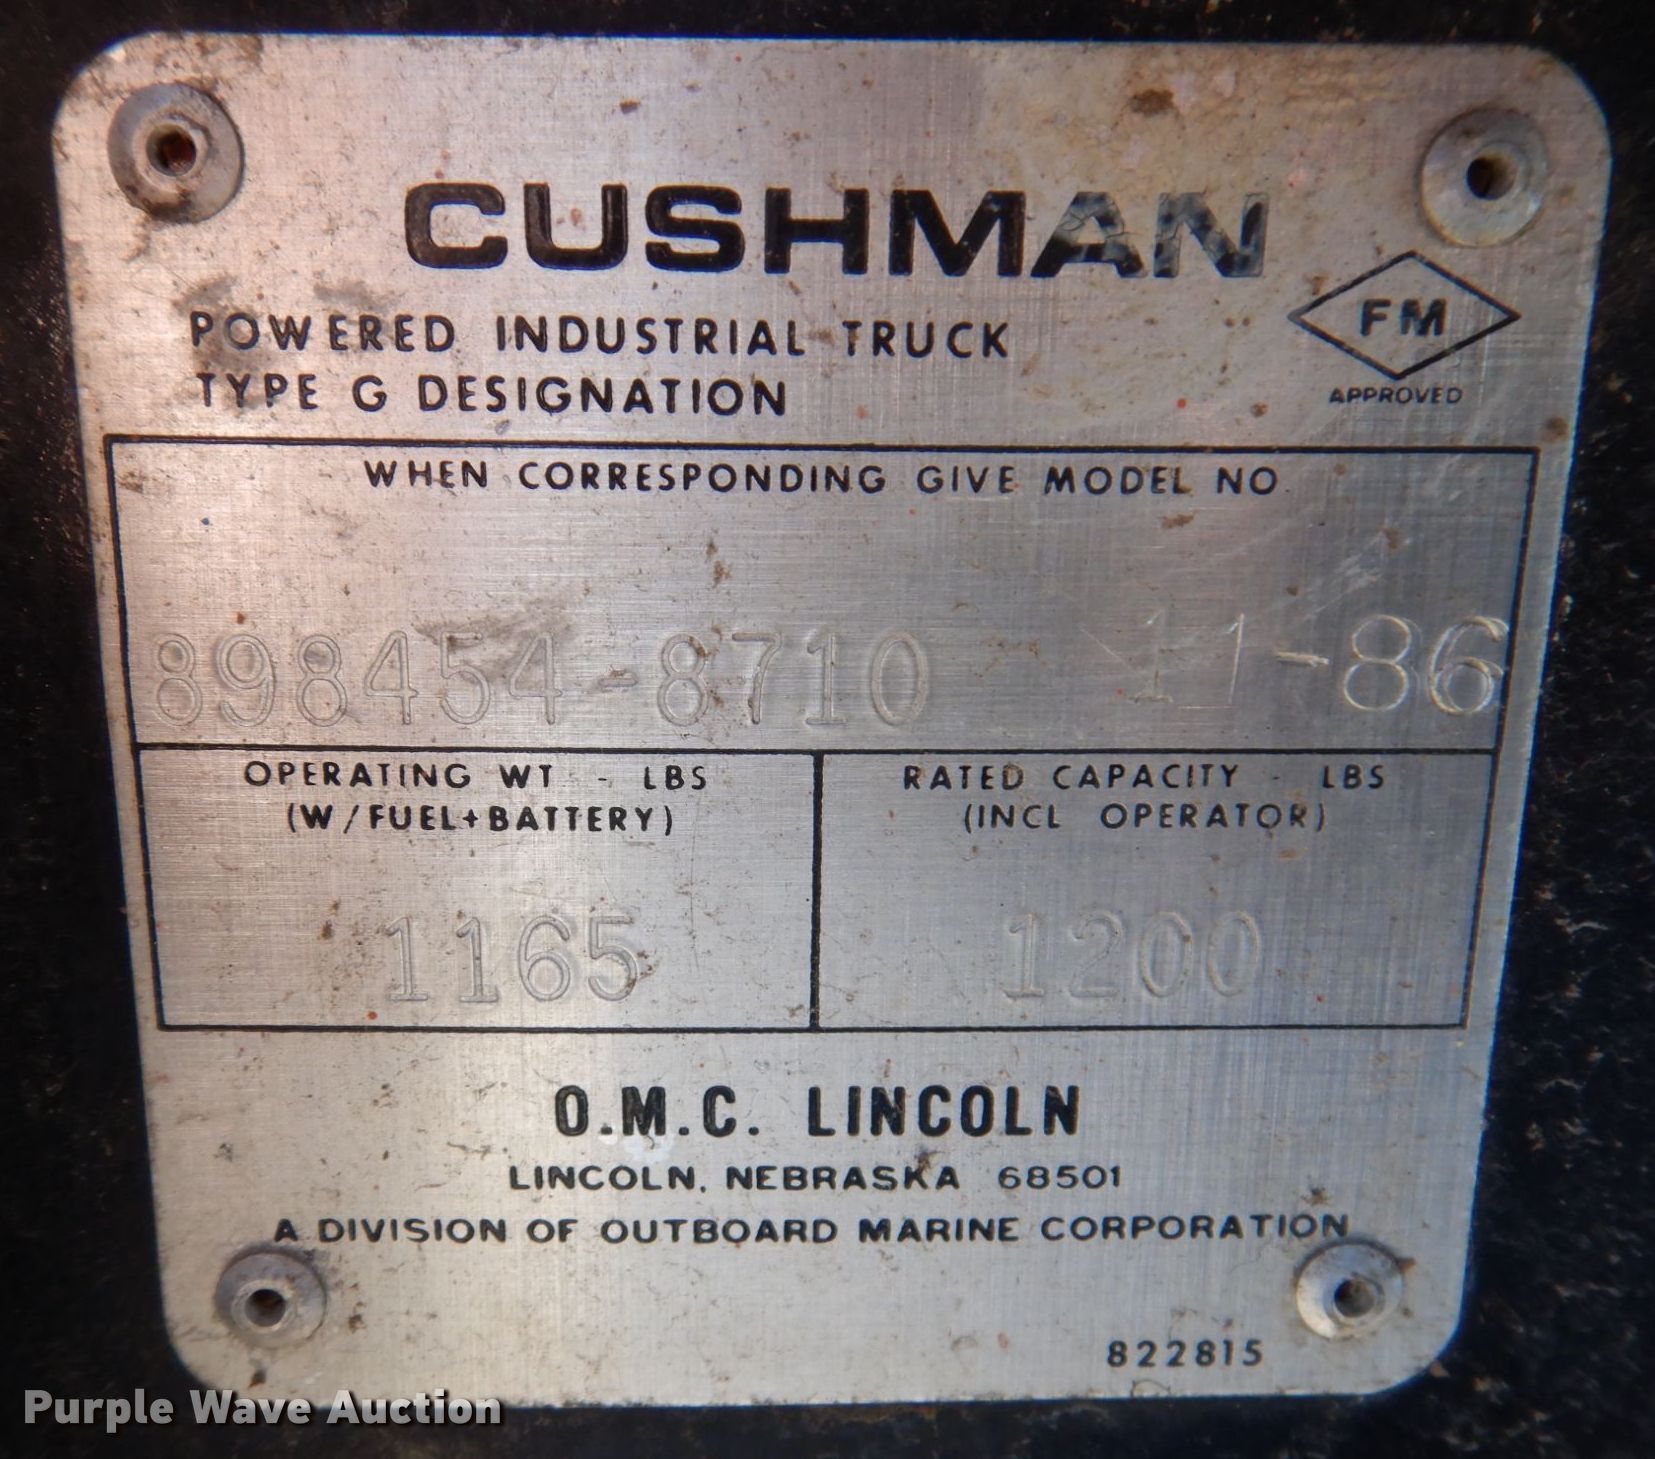 CUSHMAN
POWERED INDUSTRIAL TRUCK
TYPE G DESIGNATION
FM
APPROVED
WHEN CORRESPONDING GIVE MODEL NO.
898454-8710 11-86
OPERATING WT - LBS
(W/FUEL+BATTERY)
1165
RATED CAPACITY - LBS
(INCL OPERATOR)
1200
O.M.C. LINCOLN
LINCOLN, NEBRASKA 68501
A DIVISION OF OUTBOARD MARINE CORPORATION
822815
Purple Wave Auction